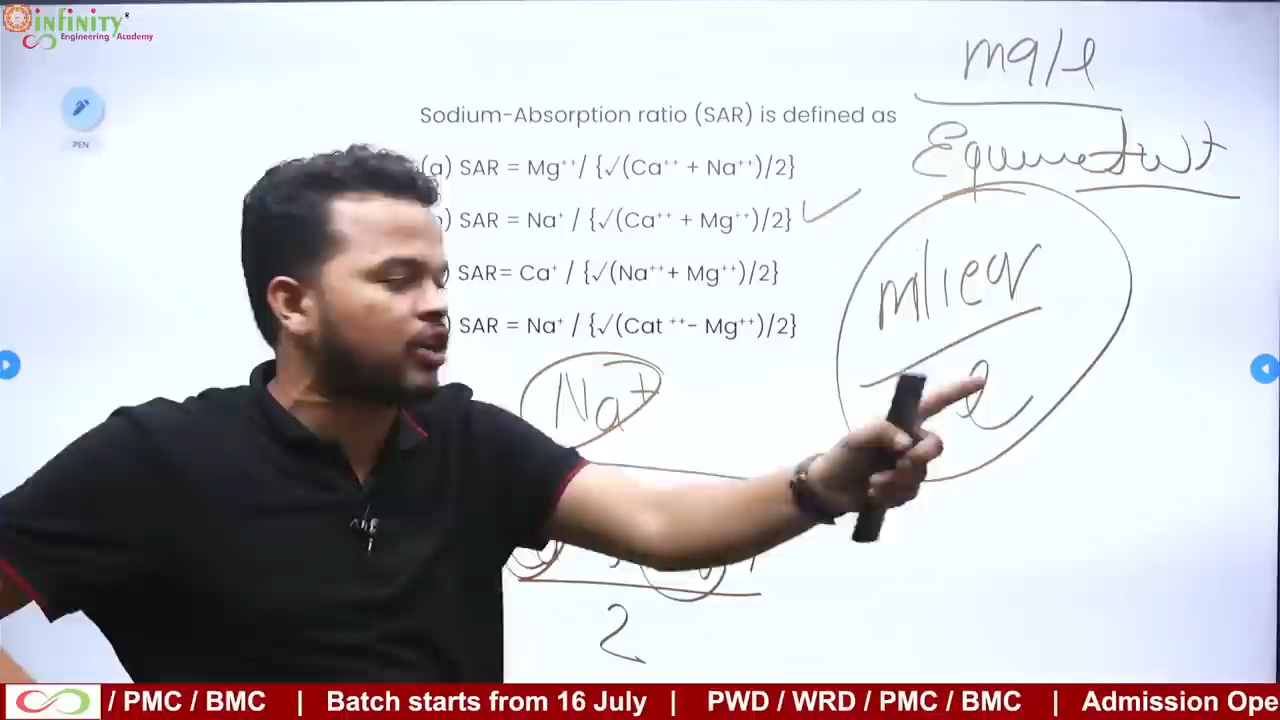 infinity
Engineering Academy
PEN
Sodium-Absorption ratio (SAR) is defined as
(a) SAR = Mg⁺⁺/ {√(Ca⁺⁺ + Na⁺⁺)/2}
) SAR = Na⁺ / {√(Ca⁺⁺ + Mg⁺⁺)/2}
) SAR= Ca⁺ / {√(Na⁺⁺+ Mg⁺⁺)/2}
) SAR = Na⁺ / {√(Cat ⁺⁺- Mg⁺⁺)/2}
mg/l
wt
l
Na⁺
2
/ PMC / BMC | Batch starts from 16 July | PWD / WRD / PMC / BMC | Admission Ope